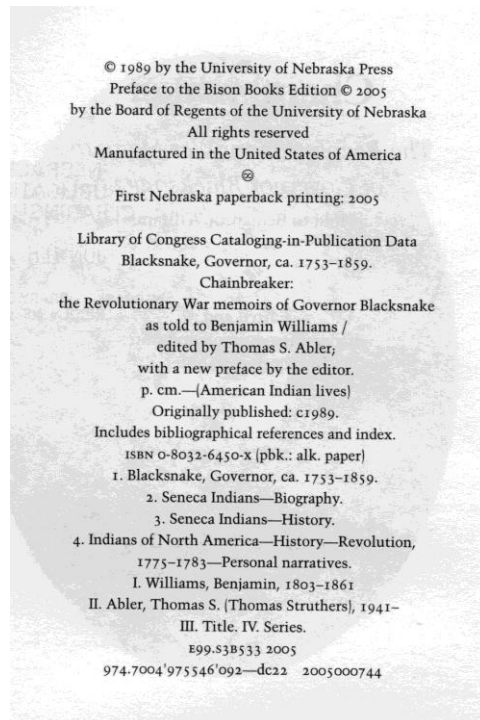 © 1989 by the University of Nebraska Press
Preface to the Bison Books Edition © 2005
by the Board of Regents of the University of Nebraska
All rights reserved
Manufactured in the United States of America
♾
First Nebraska paperback printing: 2005
Library of Congress Cataloging-in-Publication Data
Blacksnake, Governor, ca. 1753–1859.
Chainbreaker:
the Revolutionary War memoirs of Governor Blacksnake
as told to Benjamin Williams /
edited by Thomas S. Abler;
with a new preface by the editor.
p. cm.—(American Indian lives)
Originally published: c1989.
Includes bibliographical references and index.
ISBN 0-8032-6450-X (pbk.: alk. paper)
1. Blacksnake, Governor, ca. 1753–1859.
2. Seneca Indians—Biography.
3. Seneca Indians—History.
4. Indians of North America—History—Revolution,
1775–1783—Personal narratives.
I. Williams, Benjamin, 1803–1861
II. Abler, Thomas S. (Thomas Struthers), 1941–
III. Title. IV. Series.
E99.S3B533 2005
974.7004'975546'092—dc22 2005000744